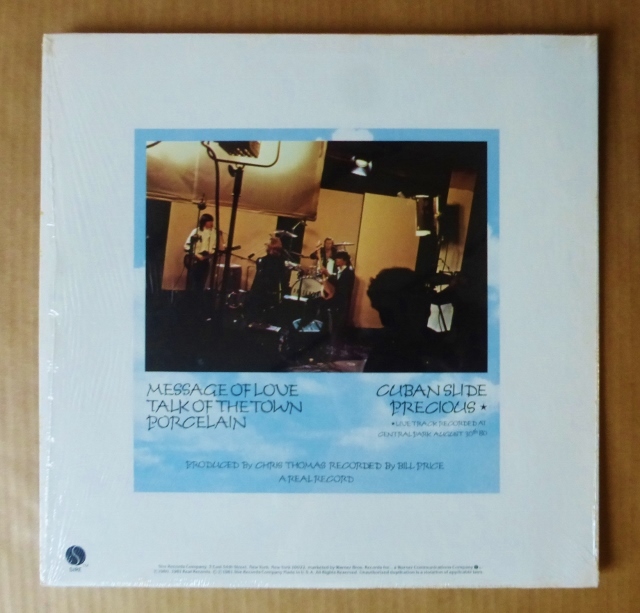 MESSAGE OF LOVE
TALK OF THE TOWN
PORCELAIN
CUBAN SLIDE
PRECIOUS ★
★LIVE TRACK RECORDED AT
CENTRAL PARK AUGUST 30TH 80
PRODUCED BY CHRIS THOMAS RECORDED BY BILL PRICE
A REAL RECORD
SIRE